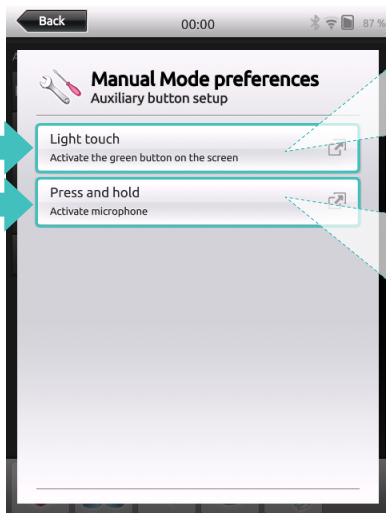 Back
00:00
87 %
Manual Mode preferences
Auxiliary button setup
Light touch
Activate the green button on the screen
Press and hold
Activate microphone